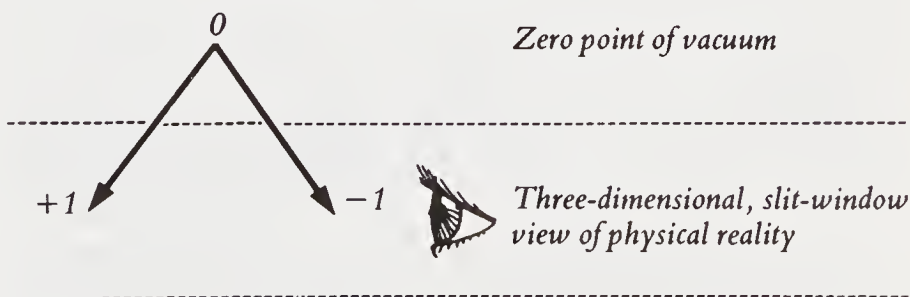 0
Zero point of vacuum
+1
−1
Three-dimensional, slit-window
view of physical reality